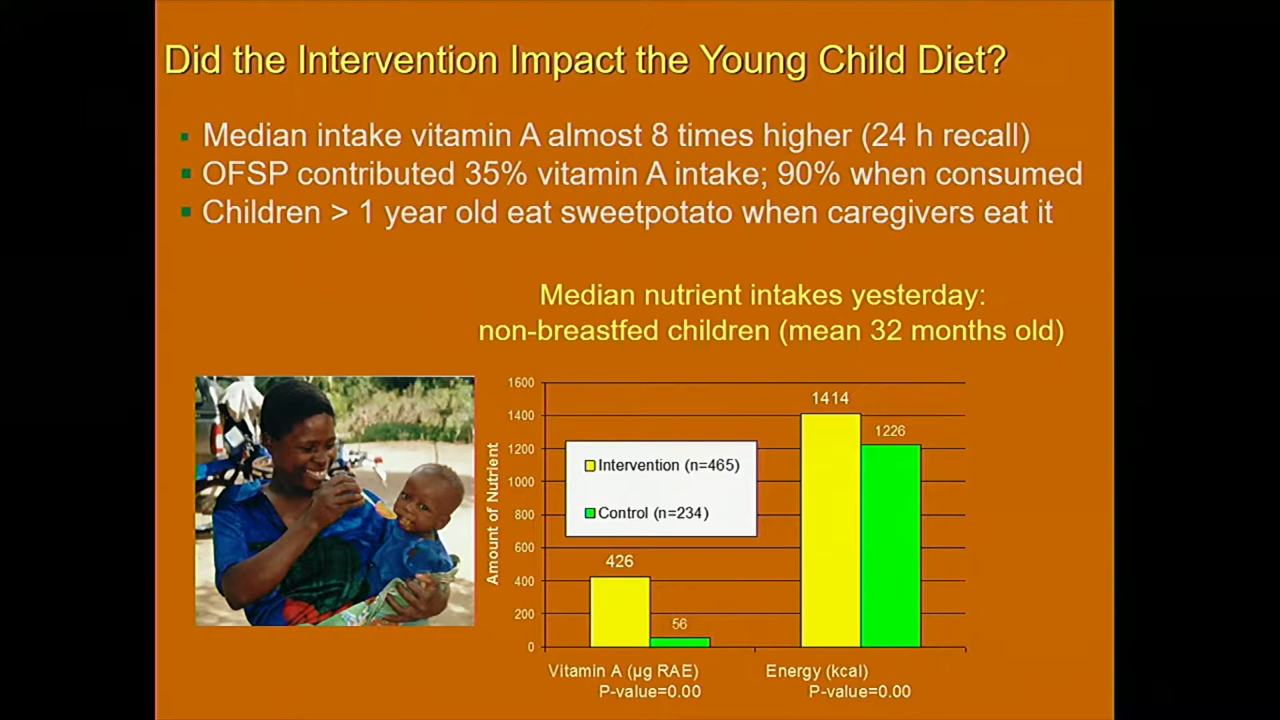 Did the Intervention Impact the Young Child Diet?
Median intake vitamin A almost 8 times higher (24 h recall)
OFSP contributed 35% vitamin A intake; 90% when consumed
Children > 1 year old eat sweetpotato when caregivers eat it
Median nutrient intakes yesterday:
non-breastfed children (mean 32 months old)
Amount of Nutrient
1600
1400
1200
1000
800
600
400
200
0
Intervention (n=465)
Control (n=234)
426
56
1414
1226
Vitamin A (µg RAE)
P-value=0.00
Energy (kcal)
P-value=0.00